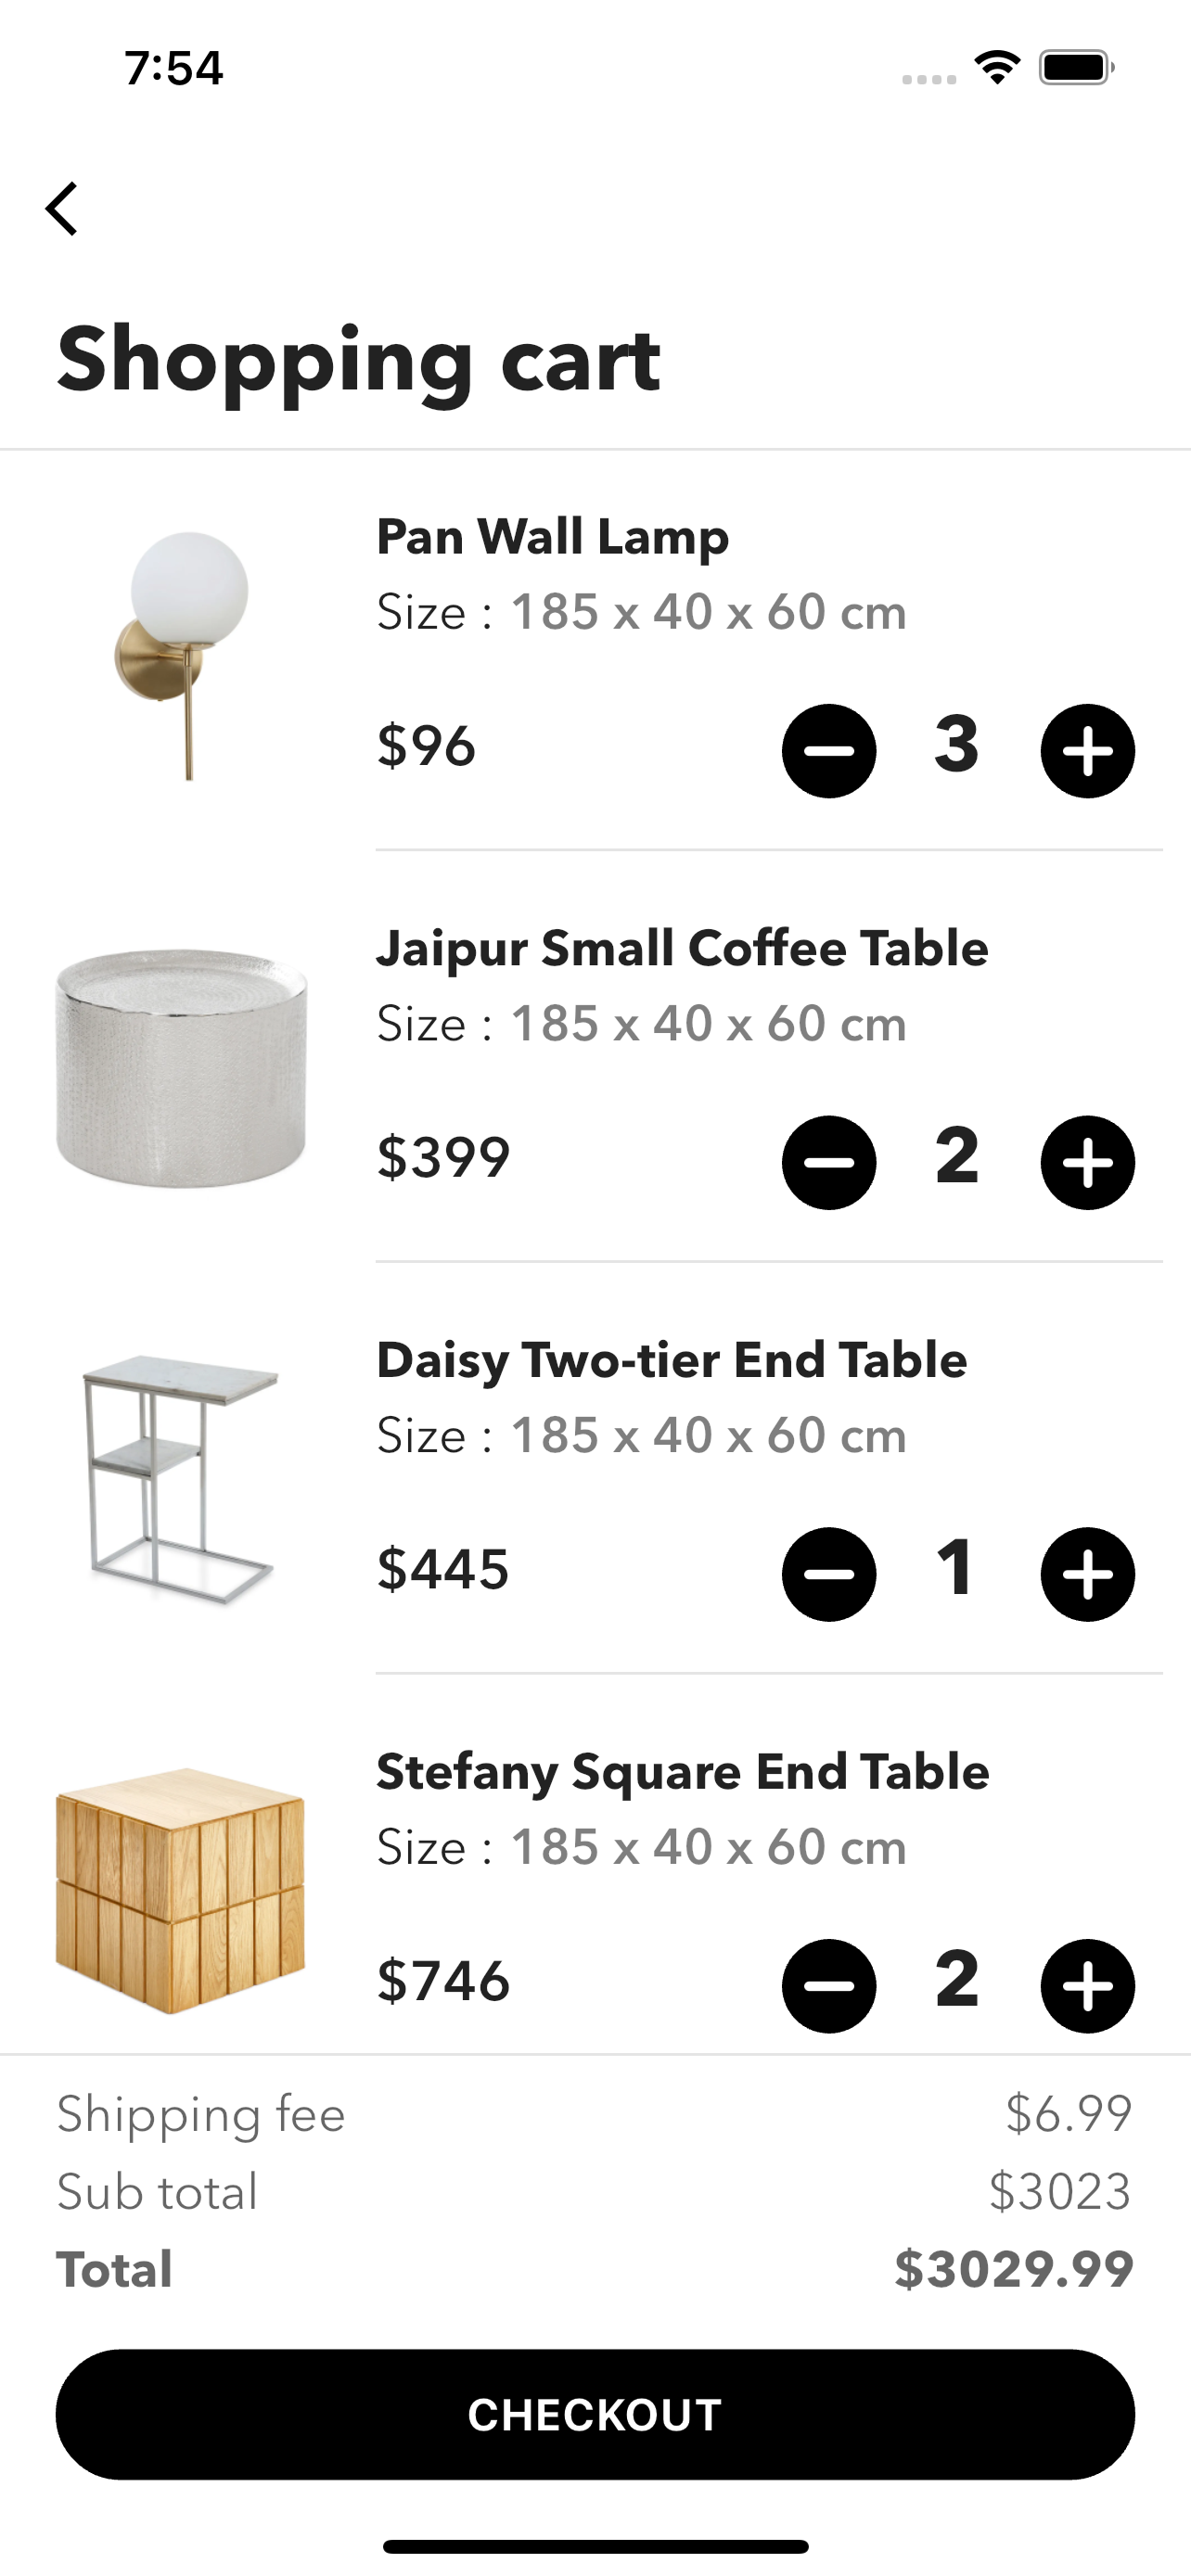 7:54
Shopping cart
Pan Wall Lamp
Size : 185 x 40 x 60 cm
$96
3
Jaipur Small Coffee Table
Size : 185 x 40 x 60 cm
$399
2
Daisy Two-tier End Table
Size : 185 x 40 x 60 cm
$445
1
Stefany Square End Table
Size : 185 x 40 x 60 cm
$746
2
Shipping fee $6.99
Sub total $3023
Total $3029.99
CHECKOUT